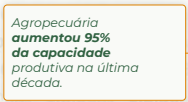 Agropecuária
aumentou 95%
da capacidade
produtiva na última
década.